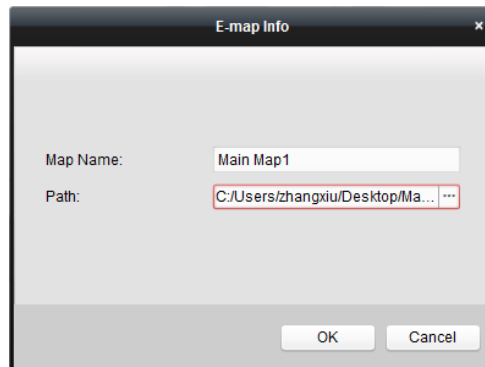 E-map Info
Map Name: Main Map1
Path: C:/Users/zhangxiu/Desktop/Ma... ...
OK Cancel